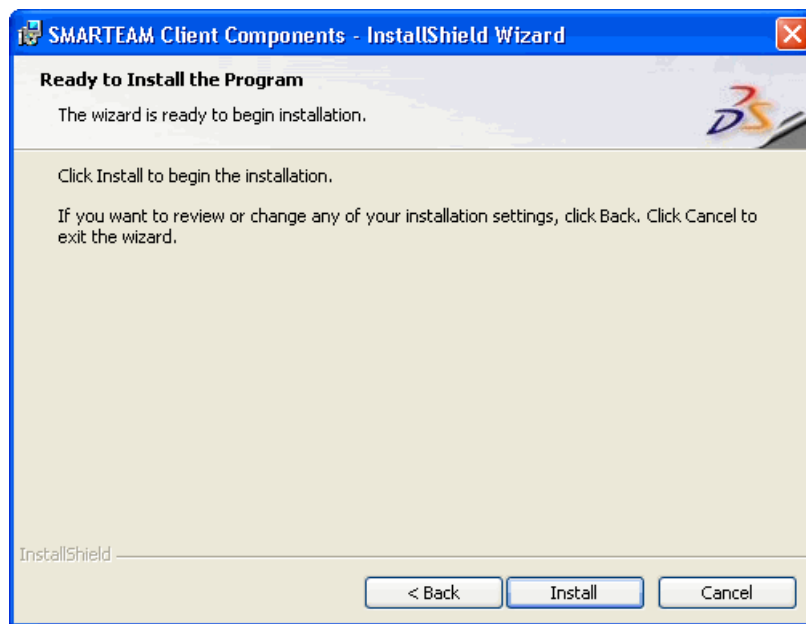 SMARTEAM Client Components - InstallShield Wizard
Ready to Install the Program
The wizard is ready to begin installation.
DS
Click Install to begin the installation.
If you want to review or change any of your installation settings, click Back. Click Cancel to
exit the wizard.
InstallShield
< Back
Install
Cancel